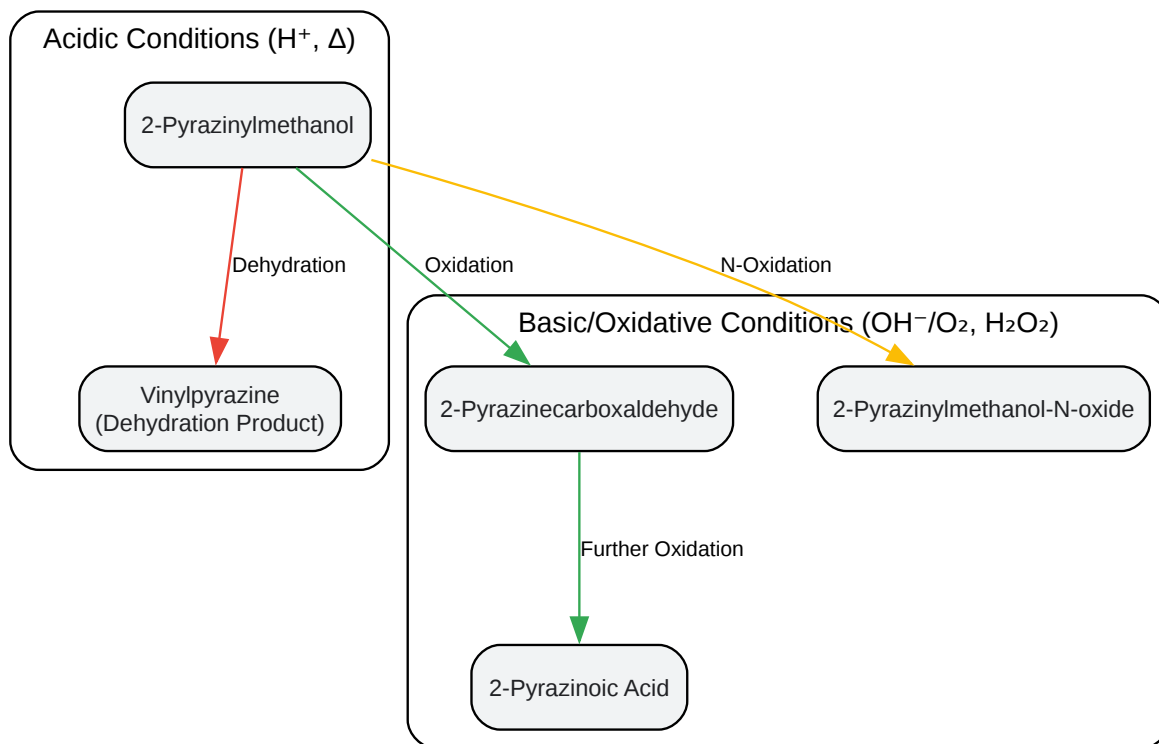 Acidic Conditions (H⁺, Δ)
2-Pyrazinylmethanol
Dehydration
Oxidation
N-Oxidation
Basic/Oxidative Conditions (OH⁻/O₂, H₂O₂)
Vinylpyrazine
(Dehydration Product)
2-Pyrazinecarboxaldehyde
2-Pyrazinylmethanol-N-oxide
Further Oxidation
2-Pyrazinoic Acid